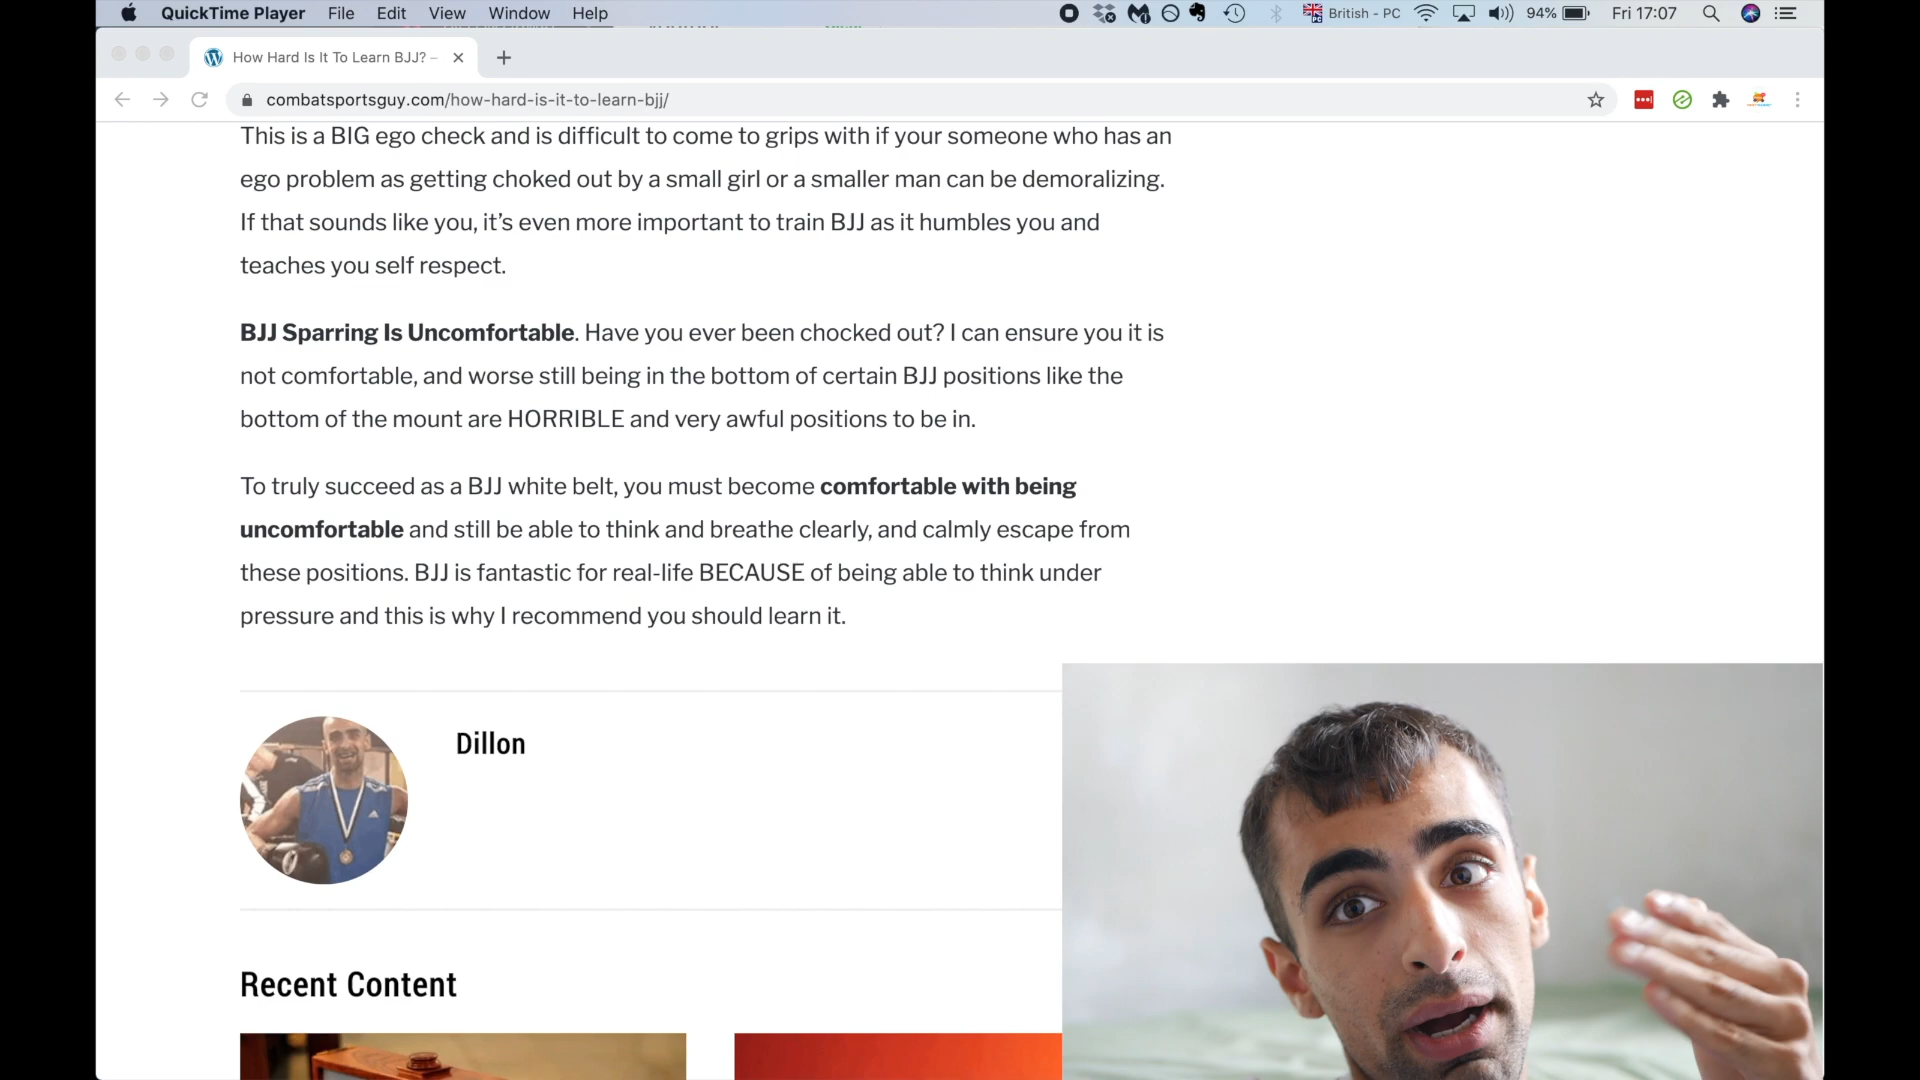 QuickTime Player File Edit View Window Help British - PC 94% Fri 17:07
How Hard Is It To Learn BJJ? –
combatsportsguy.com/how-hard-is-it-to-learn-bjj/
This is a BIG ego check and is difficult to come to grips with if your someone who has an
ego problem as getting choked out by a small girl or a smaller man can be demoralizing.
If that sounds like you, it’s even more important to train BJJ as it humbles you and
teaches you self respect.
BJJ Sparring Is Uncomfortable. Have you ever been chocked out? I can ensure you it is
not comfortable, and worse still being in the bottom of certain BJJ positions like the
bottom of the mount are HORRIBLE and very awful positions to be in.
To truly succeed as a BJJ white belt, you must become comfortable with being
uncomfortable and still be able to think and breathe clearly, and calmly escape from
these positions. BJJ is fantastic for real-life BECAUSE of being able to think under
pressure and this is why I recommend you should learn it.
Dillon
Recent Content